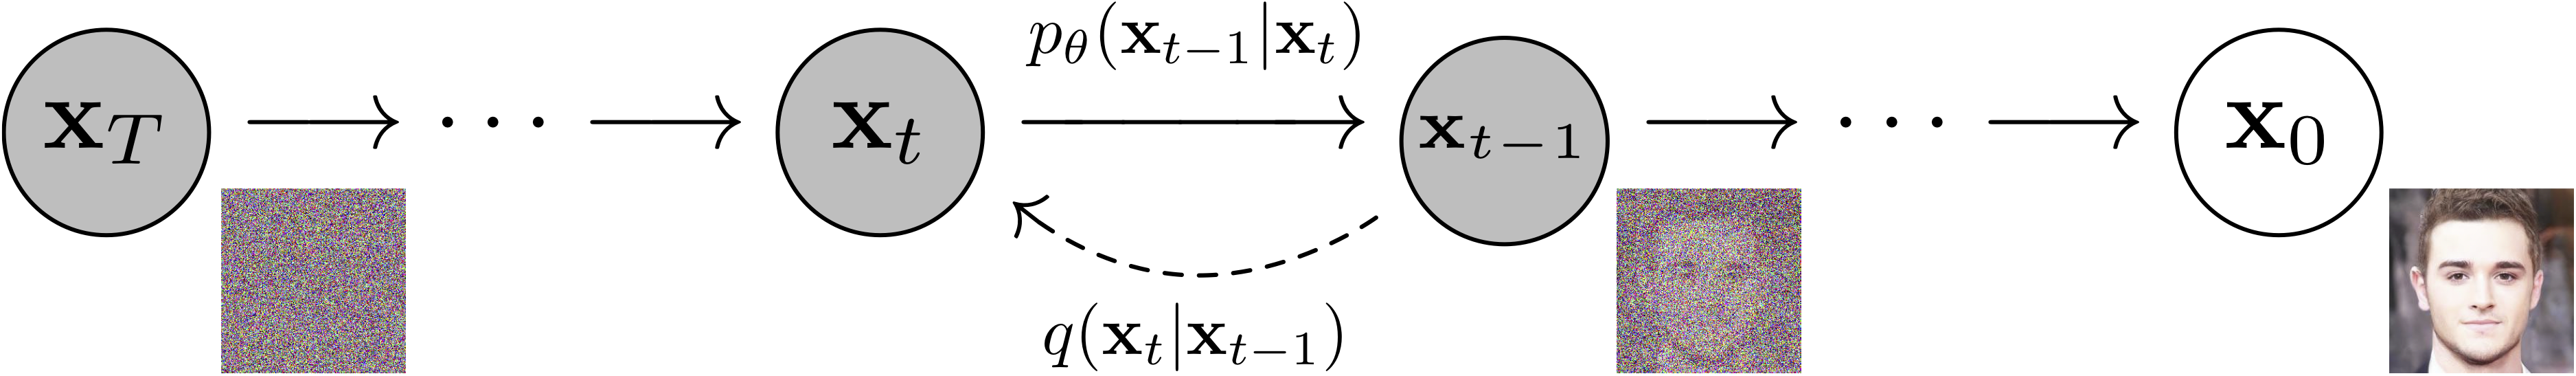 p_θ(𝐱_{t−1}|𝐱_t)
𝐱_T → · · · → 𝐱_t → 𝐱_{t−1} → · · · → 𝐱_0
q(𝐱_t|𝐱_{t−1})